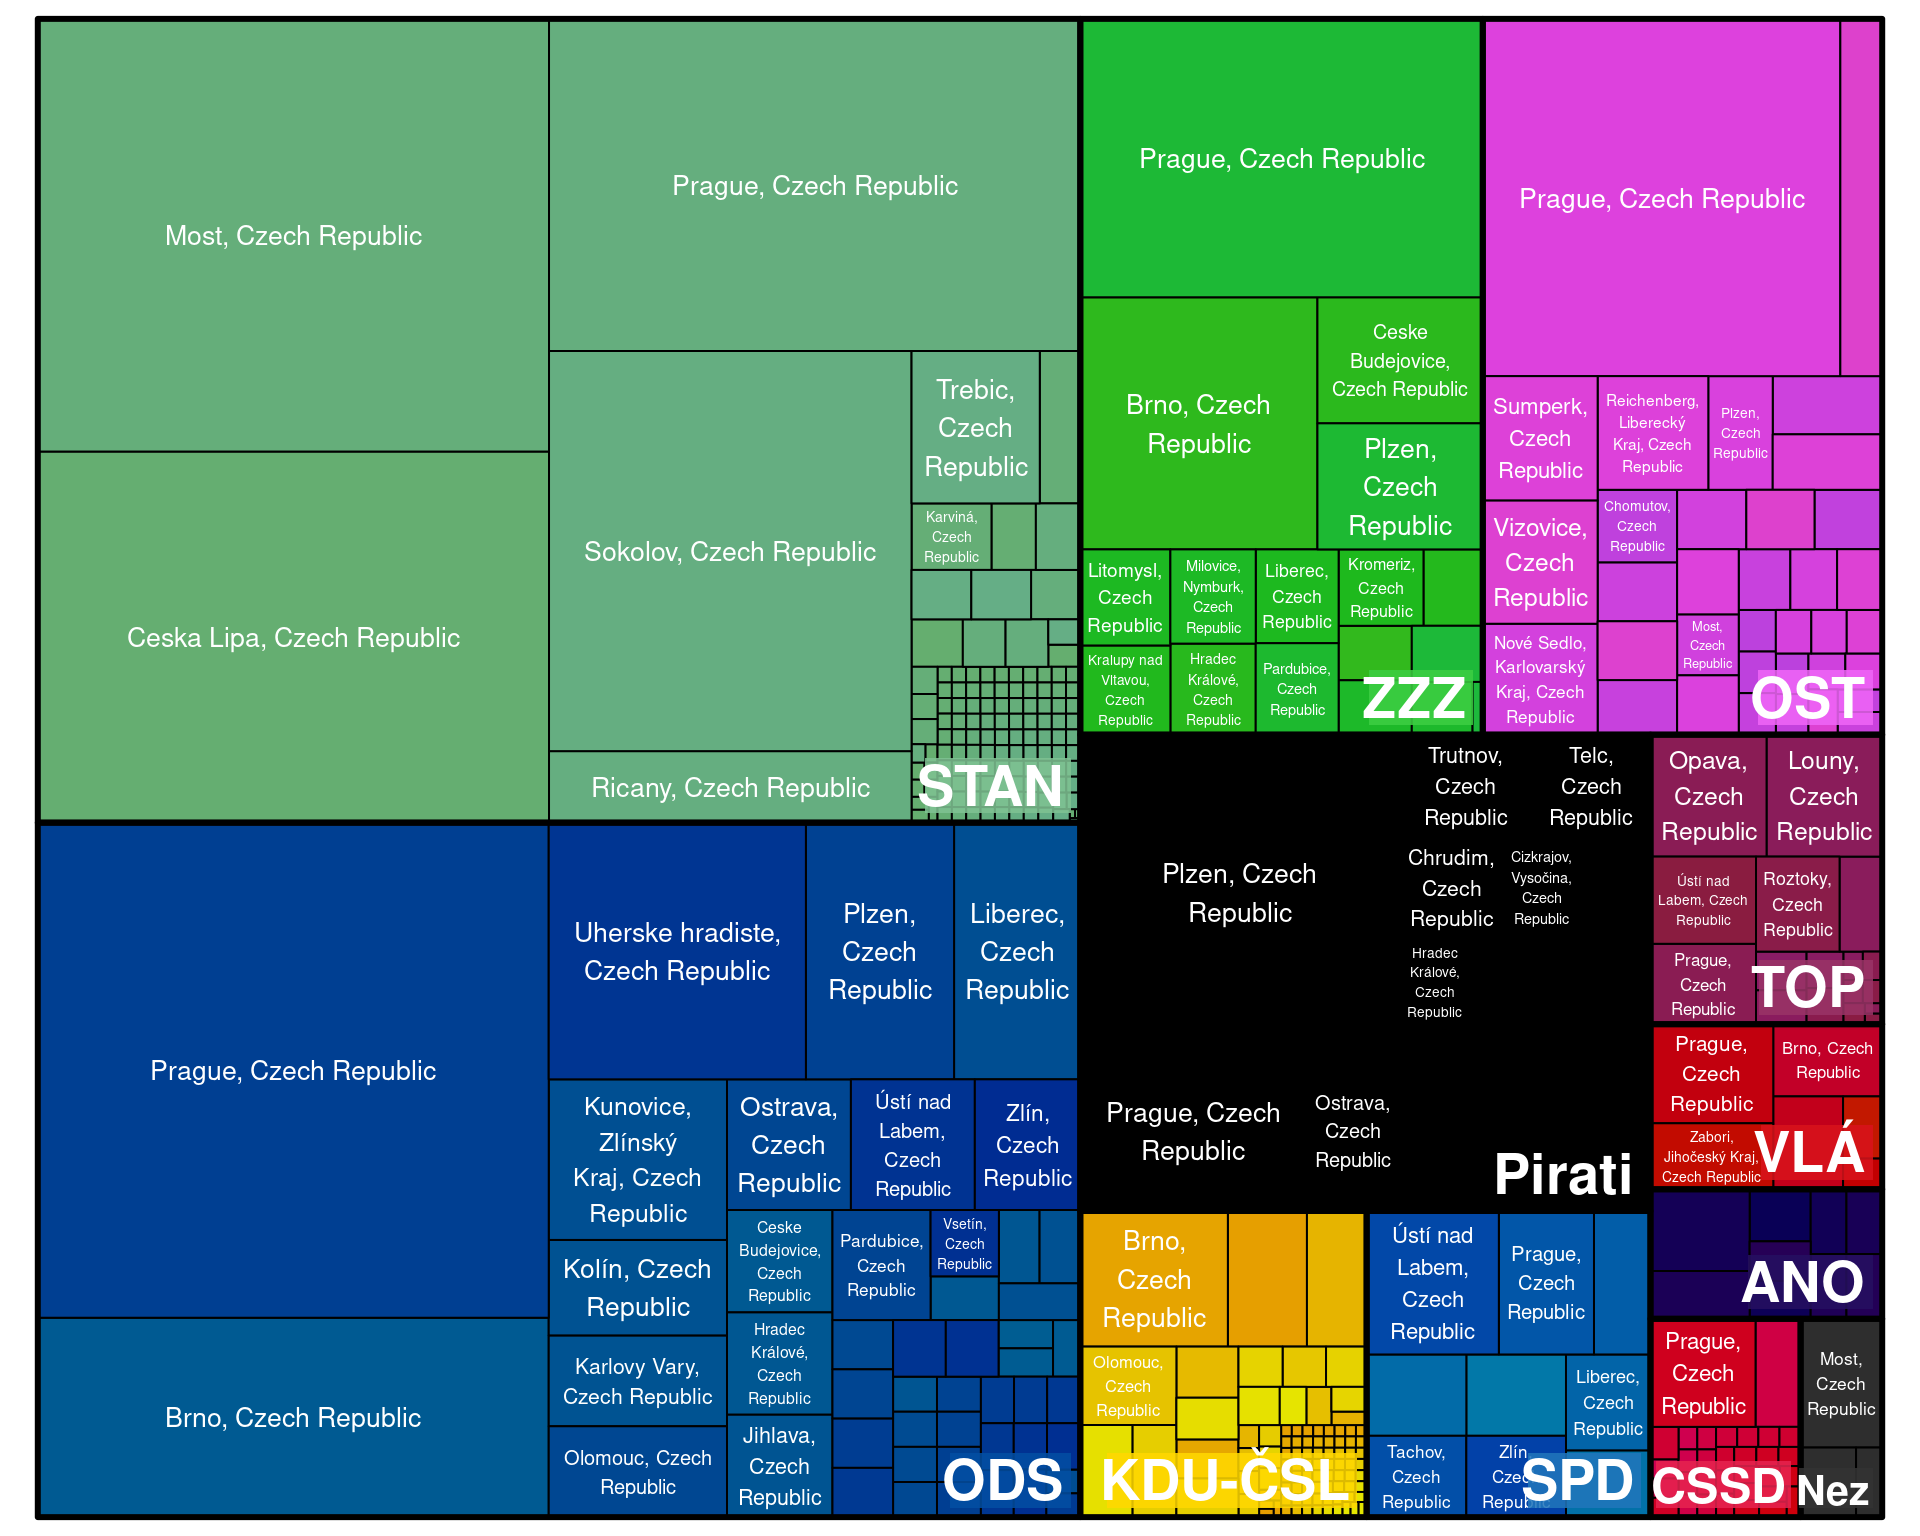 Most, Czech Republic
Prague, Czech Republic
Ceska Lipa, Czech Republic
Sokolov, Czech Republic
Ricany, Czech Republic
Trebic,
Czech
Republic
Karviná,
Czech
Republic
STAN
Prague, Czech Republic
Brno, Czech
Republic
Ceske
Budejovice,
Czech Republic
Plzen,
Czech
Republic
Litomysl,
Czech
Republic
Milovice,
Nymburk,
Czech
Republic
Liberec,
Czech
Republic
Kromeriz,
Czech
Republic
Kralupy nad
Vltavou,
Czech
Republic
Hradec
Králové,
Czech
Republic
Pardubice,
Czech
Republic
ZZZ
Prague, Czech Republic
Sumperk,
Czech
Republic
Reichenberg,
Liberecký
Kraj, Czech
Republic
Plzen,
Czech
Republic
Vizovice,
Czech
Republic
Chomutov,
Czech
Republic
Nové Sedlo,
Karlovarský
Kraj, Czech
Republic
Most,
Czech
Republic
OST
Prague, Czech Republic
Brno, Czech Republic
Uherske hradiste,
Czech Republic
Plzen,
Czech
Republic
Liberec,
Czech
Republic
Kunovice,
Zlínský
Kraj, Czech
Republic
Ostrava,
Czech
Republic
Ústí nad
Labem,
Czech
Republic
Zlín,
Czech
Republic
Kolín, Czech
Republic
Karlovy Vary,
Czech Republic
Olomouc, Czech
Republic
Ceske
Budejovice,
Czech
Republic
Pardubice,
Czech
Republic
Vsetín,
Czech
Republic
Hradec
Králové,
Czech
Republic
Jihlava,
Czech
Republic
ODS
Plzen, Czech
Republic
Trutnov,
Czech
Republic
Telc,
Czech
Republic
Chrudim,
Czech
Republic
Cizkrajov,
Vysočina,
Czech
Republic
Hradec
Králové,
Czech
Republic
Prague, Czech
Republic
Ostrava,
Czech
Republic
Pirati
Opava,
Czech
Republic
Louny,
Czech
Republic
Ústí nad
Labem, Czech
Republic
Roztoky,
Czech
Republic
Prague,
Czech
Republic
TOP
Prague,
Czech
Republic
Brno, Czech
Republic
Zabori,
Jihočeský Kraj,
Czech Republic
VLÁ
ANO
Brno,
Czech
Republic
Olomouc,
Czech
Republic
KDU-ČSL
Ústí nad
Labem,
Czech
Republic
Prague,
Czech
Republic
Liberec,
Czech
Republic
Tachov,
Czech
Republic
Zlín
Czech
Republic
SPD
Prague,
Czech
Republic
CSSD
Most,
Czech
Republic
Nez